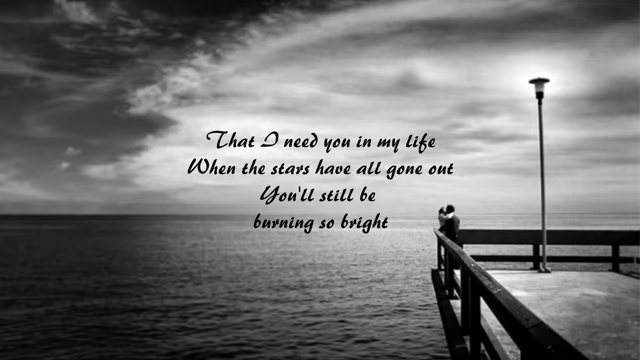 That I need you in my life
When the stars have all gone out
You'll still be
burning so bright